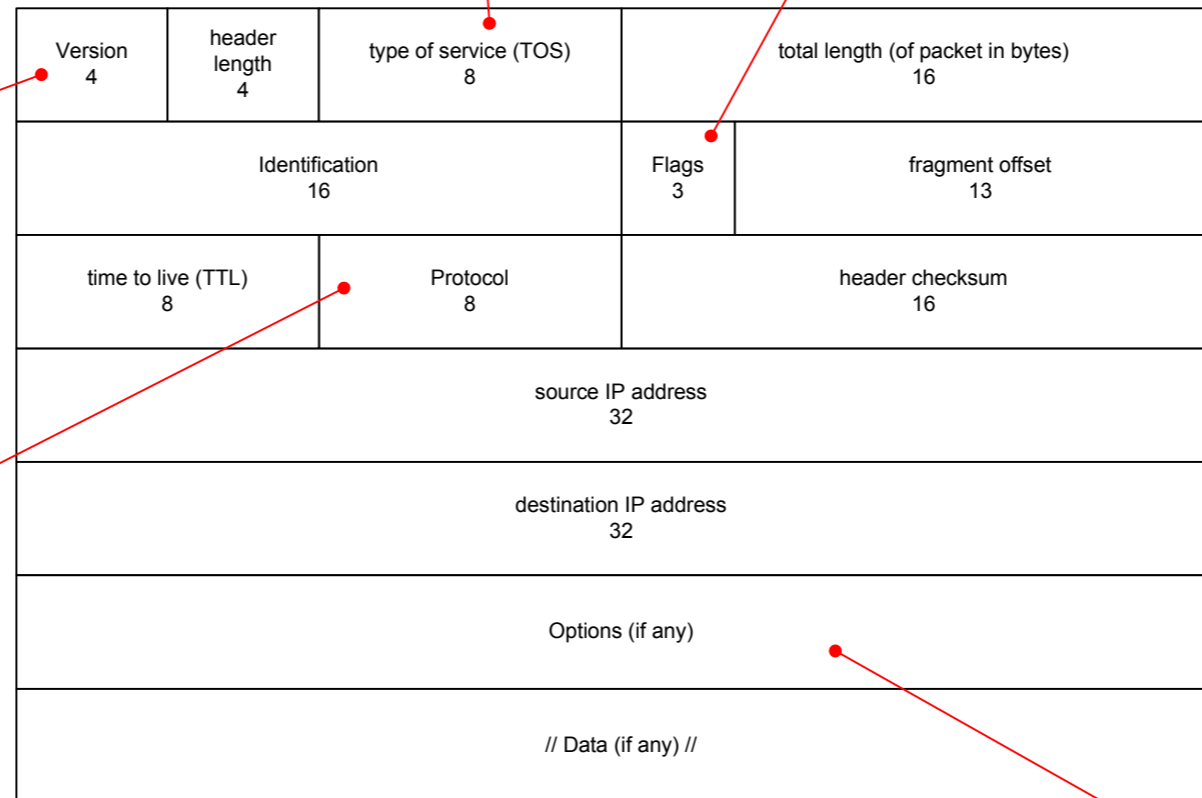 Version
4
header
length
4
type of service (TOS)
8
total length (of packet in bytes)
16
Identification
16
Flags
3
fragment offset
13
time to live (TTL)
8
Protocol
8
header checksum
16
source IP address
32
destination IP address
32
Options (if any)
// Data (if any) //